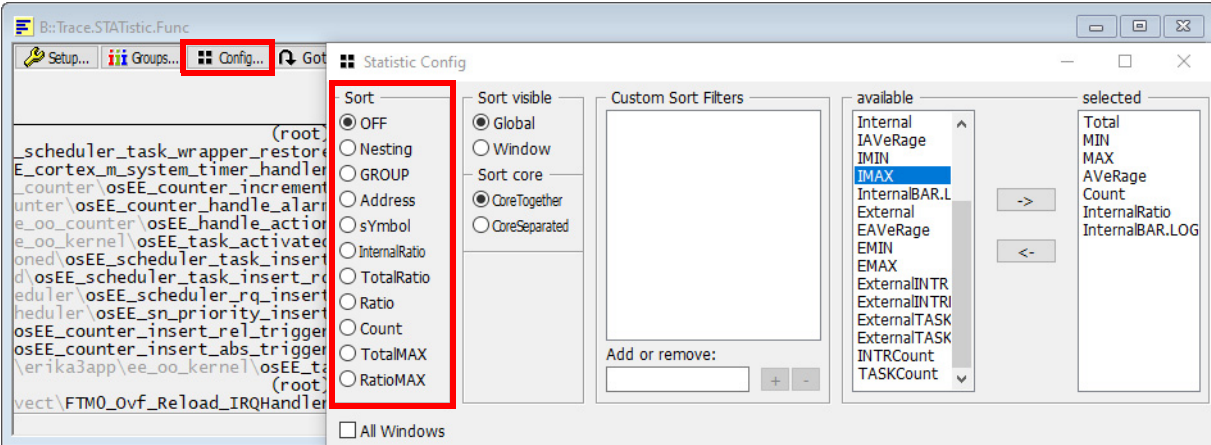 B::Trace.STATistic.Func
Setup... Groups... Config... Got
(root)
_scheduler_task_wrapper_restore
E_cortex_m_system_timer_handler
_counter\osEE_counter_increment
unter\osEE_counter_handle_alarm
e_oo_counter\osEE_handle_action
e_oo_kernel\osEE_task_activated
oned\osEE_scheduler_task_insert
d\osEE_scheduler_task_insert_rq
eduler\osEE_scheduler_rq_insert
heduler\osEE_sn_priority_insert
osEE_counter_insert_rel_trigger
osEE_counter_insert_abs_trigger
\erika3app\ee_oo_kernel\osEE_ta
(root)
vect\FTM0_Ovf_Reload_IRQHandler
Statistic Config
Sort
OFF
Nesting
GROUP
Address
sYmbol
InternalRatio
TotalRatio
Ratio
Count
TotalMAX
RatioMAX
All Windows
Sort visible
Global
Window
Sort core
CoreTogether
CoreSeparated
Custom Sort Filters
Add or remove:
+ -
available
Internal
IAVeRage
IMIN
IMAX
InternalBAR.L
External
EAVeRage
EMIN
EMAX
ExternalINTR
ExternalINTRI
ExternalTASK
ExternalTASK
INTRCount
TASKCount
->
<-
selected
Total
MIN
MAX
AVeRage
Count
InternalRatio
InternalBAR.LOG